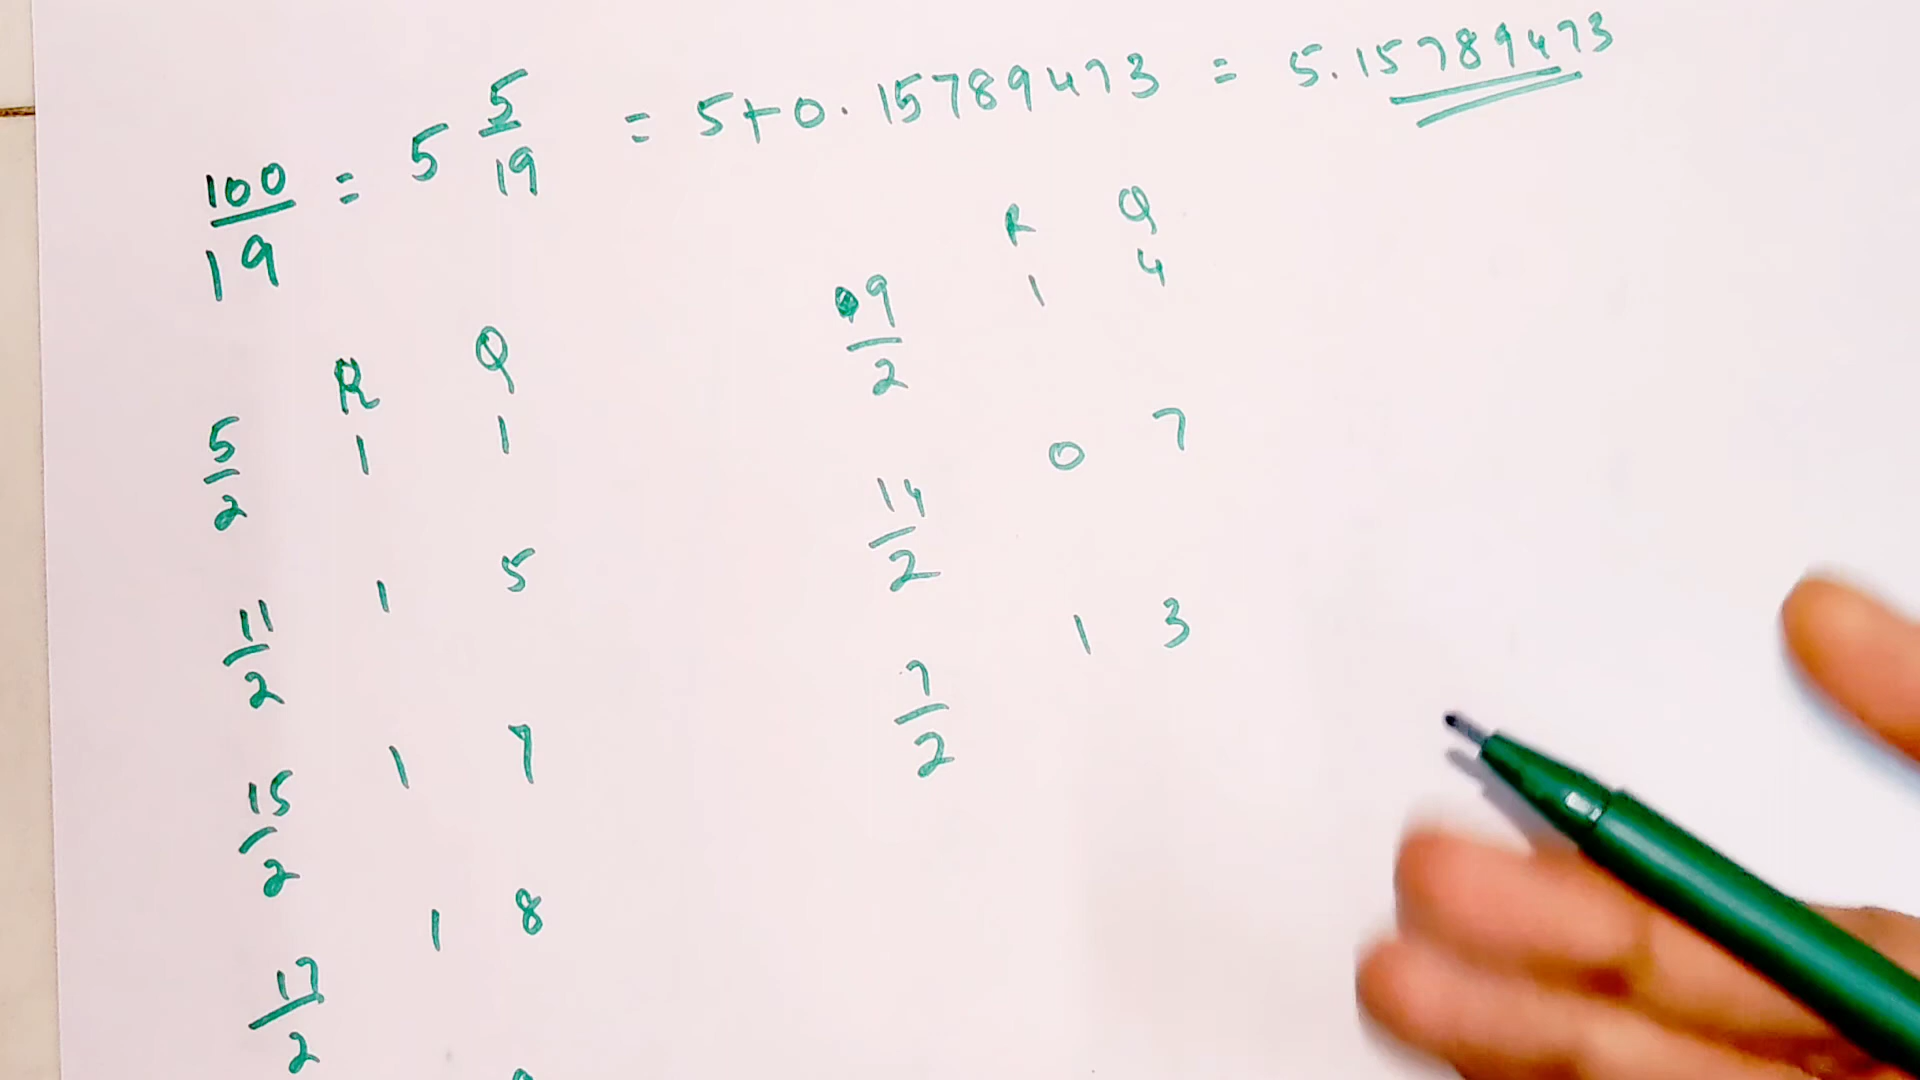 100/19 = 5 5/19 = 5+0.15789473 = 5.15789473
R Q
5/2 1 1
11/2 1 5
15/2 1 7
17/2 1 8
R Q
9/2 1 4
14/2 0 7
7/2 1 3